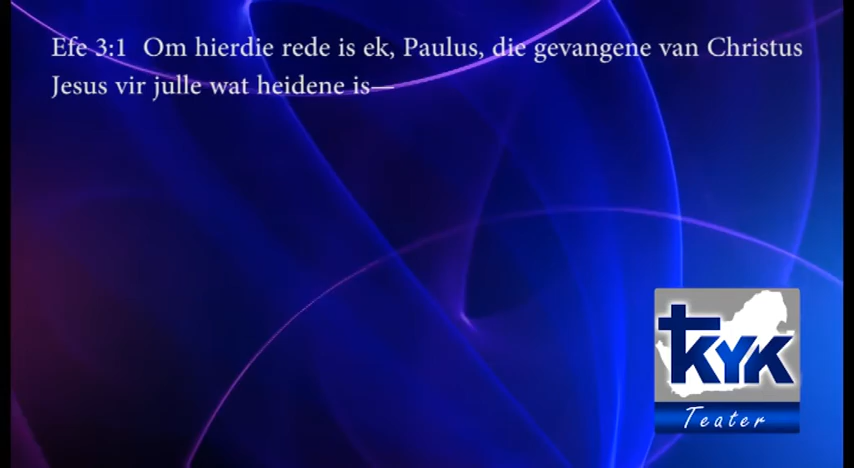 Efe 3:1 Om hierdie rede is ek, Paulus, die gevangene van Christus
Jesus vir julle wat heidene is—
KYK
Teater